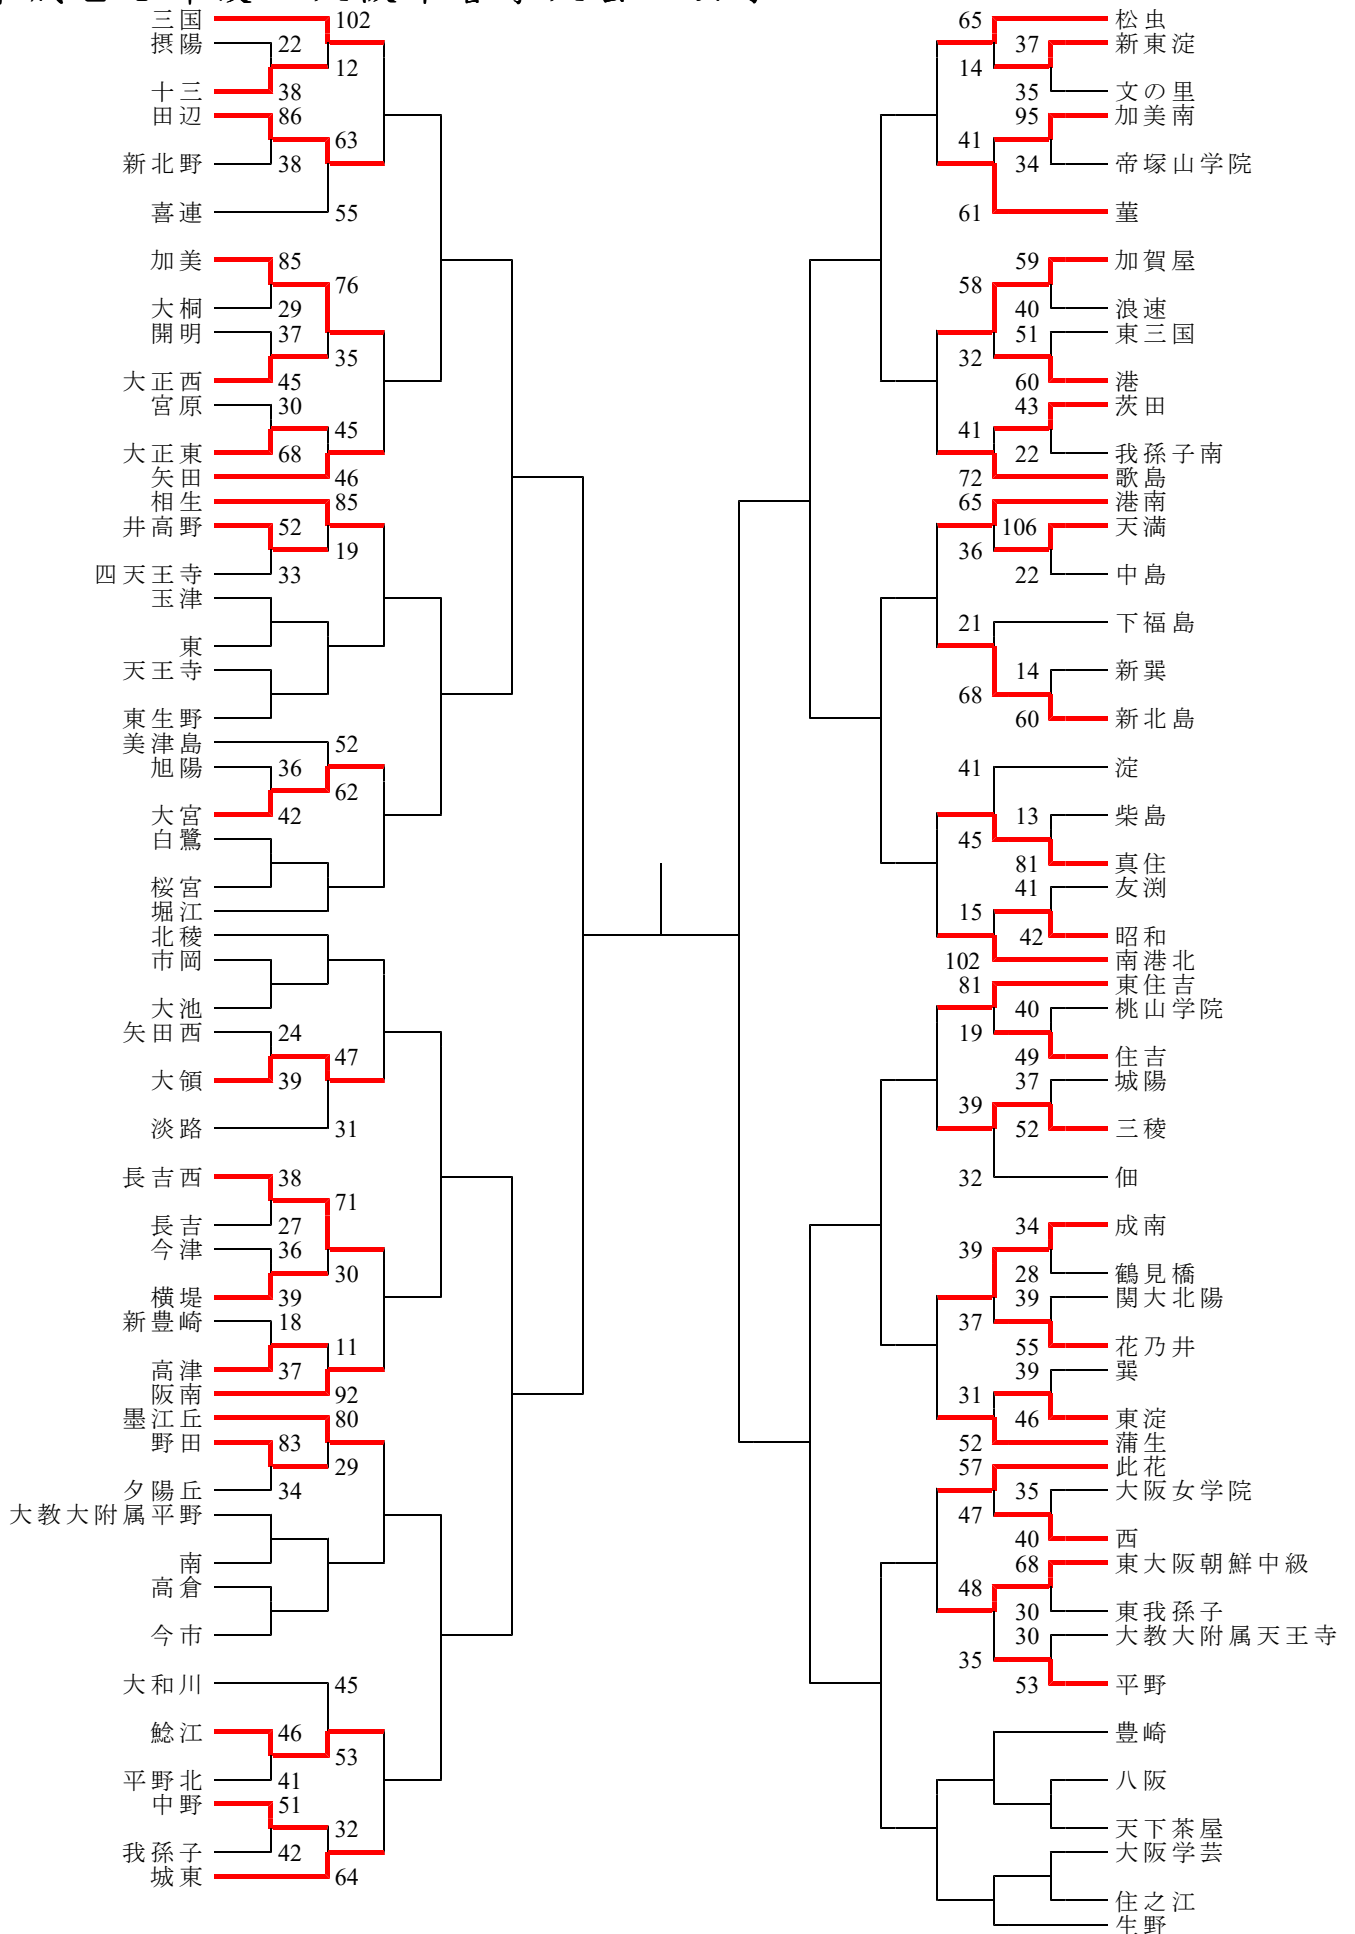 三国 102
摂陽 22
12
十三 38
田辺 86
63
新北野 38
喜連 55
加美 85
76
大桐 29
開明 37
35
大正西 45
宮原 30
45
大正東 68
矢田 46
相生 85
井高野 52
19
四天王寺 33
玉津
東
天王寺
東生野
美津島 52
旭陽 36
62
大宮 42
白鷺
桜宮
堀江
北稜
市岡
大池
矢田西 24
47
大領 39
淡路 31
長吉西 38
71
長吉 27
今津 36
30
横堤 39
新豊崎 18
11
高津 37
阪南 92
墨江丘 80
野田 83
29
夕陽丘 34
大教大附属平野
南
高倉
今市
大和川 45
鯰江 46
53
平野北 41
中野 51
32
我孫子 42
城東 64
65 松虫
37 新東淀
14
35 文の里
95 加美南
41
34 帝塚山学院
61 菫
59 加賀屋
58
40 浪速
51 東三国
32
60 港
43 茨田
41
22 我孫子南
72 歌島
65 港南
106 天満
36
22 中島
21 下福島
14 新巽
68
60 新北島
41 淀
13 柴島
45
81 真住
41 友渕
15
42 昭和
102 南港北
81 東住吉
40 桃山学院
19
49 住吉
37 城陽
39
52 三稜
32 佃
34 成南
39
28 鶴見橋
39 関大北陽
37
55 花乃井
39 巽
31
46 東淀
52 蒲生
57 此花
35 大阪女学院
47
40 西
68 東大阪朝鮮中級
48
30 東我孫子
30 大教大附属天王寺
35
53 平野
豊崎
八阪
天下茶屋
大阪学芸
住之江
生野